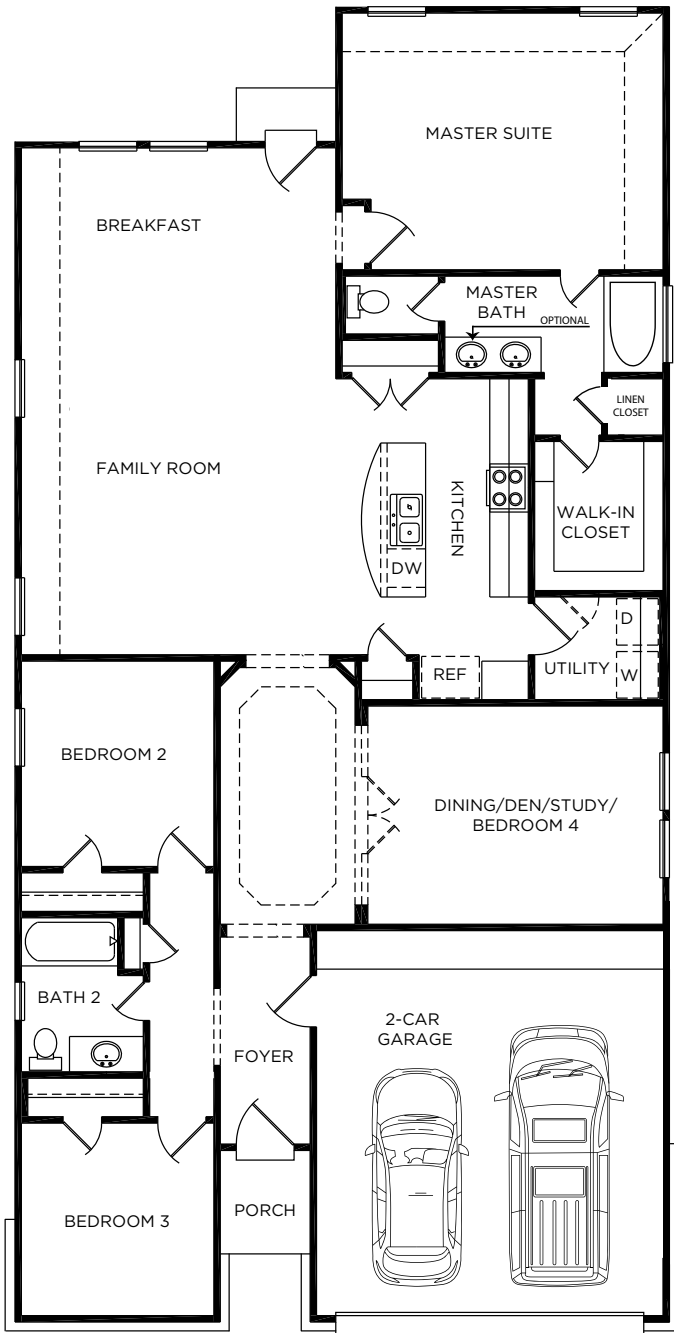 MASTER SUITE
BREAKFAST
MASTER
BATH
OPTIONAL
LINEN
CLOSET
FAMILY ROOM
KITCHEN
WALK-IN
CLOSET
DW
D
REF
UTILITY
W
BEDROOM 2
DINING/DEN/STUDY/
BEDROOM 4
BATH 2
2-CAR
GARAGE
FOYER
PORCH
BEDROOM 3